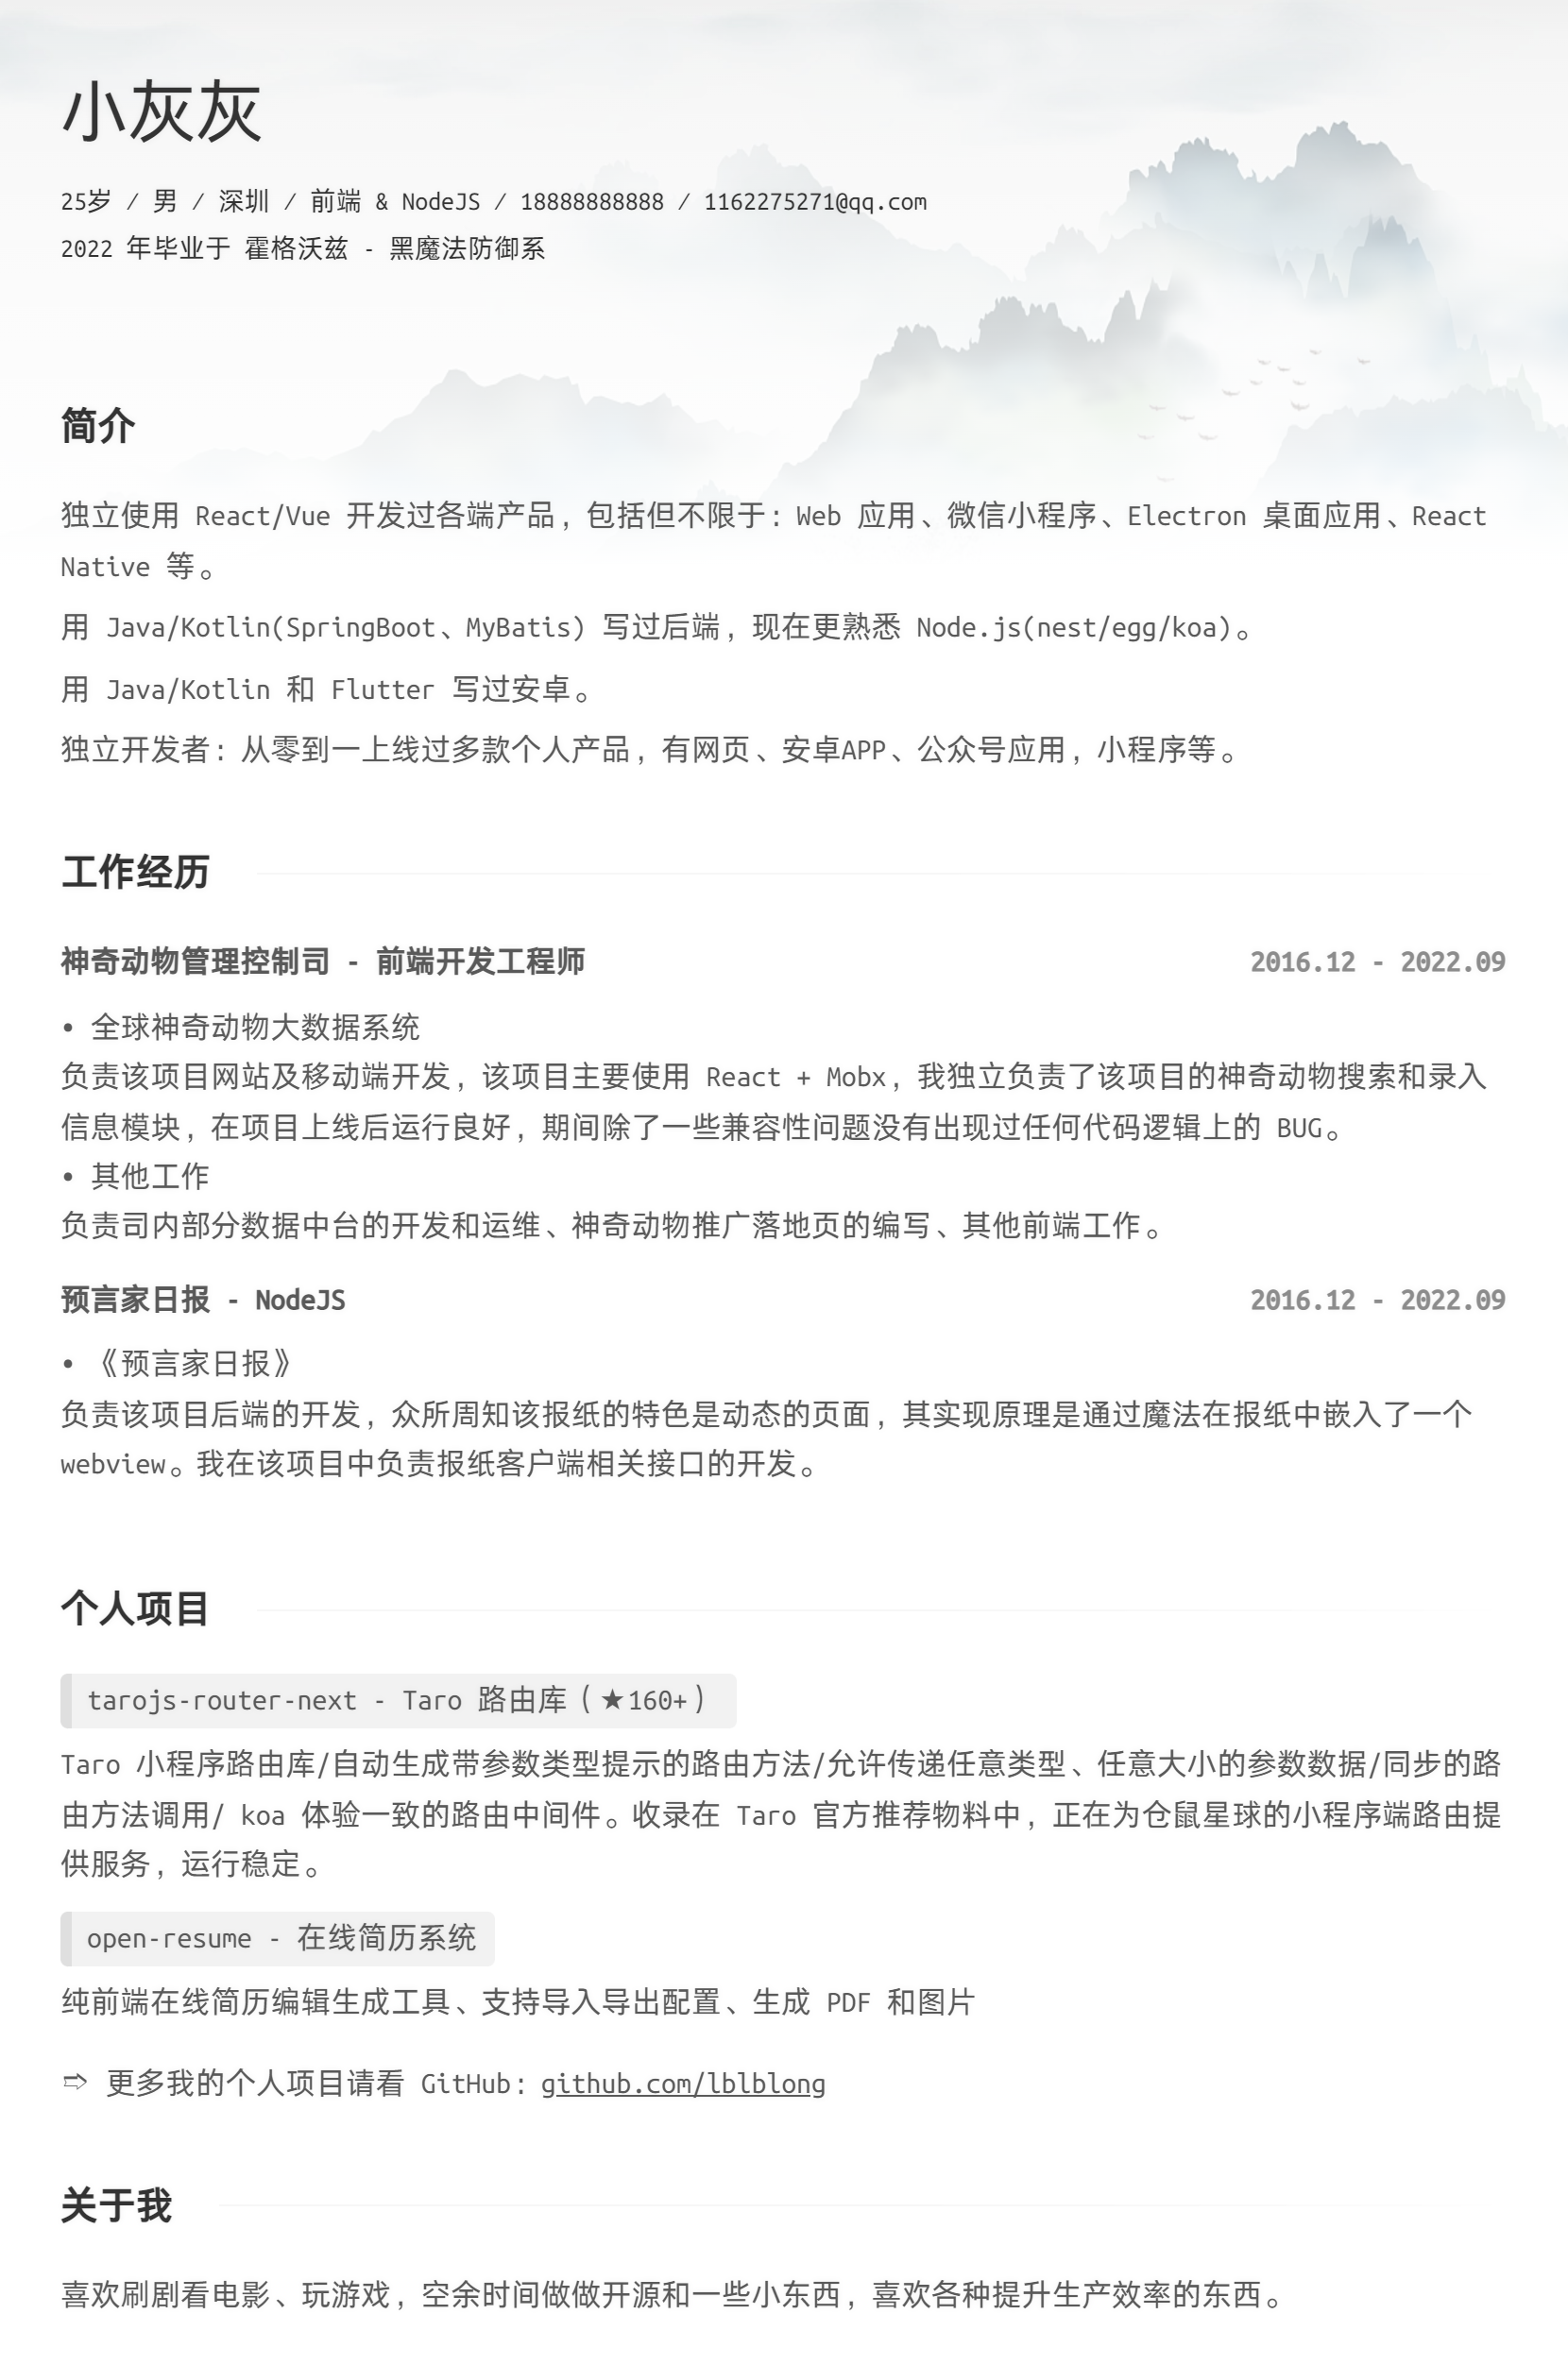 小灰灰
25岁 / 男 / 深圳 / 前端 & NodeJS / 18888888888 / 1162275271@qq.com
2022 年毕业于 霍格沃兹 - 黑魔法防御系
简介
独立使用 React/Vue 开发过各端产品，包括但不限于：Web 应用、微信小程序、Electron 桌面应用、React
Native 等。
用 Java/Kotlin(SpringBoot、MyBatis) 写过后端，现在更熟悉 Node.js(nest/egg/koa)。
用 Java/Kotlin 和 Flutter 写过安卓。
独立开发者：从零到一上线过多款个人产品，有网页、安卓APP、公众号应用，小程序等。
工作经历
神奇动物管理控制司 - 前端开发工程师 2016.12 - 2022.09
• 全球神奇动物大数据系统
负责该项目网站及移动端开发，该项目主要使用 React + Mobx，我独立负责了该项目的神奇动物搜索和录入
信息模块，在项目上线后运行良好，期间除了一些兼容性问题没有出现过任何代码逻辑上的 BUG。
• 其他工作
负责司内部分数据中台的开发和运维、神奇动物推广落地页的编写、其他前端工作。
预言家日报 - NodeJS 2016.12 - 2022.09
• 《预言家日报》
负责该项目后端的开发，众所周知该报纸的特色是动态的页面，其实现原理是通过魔法在报纸中嵌入了一个
webview。我在该项目中负责报纸客户端相关接口的开发。
个人项目
tarojs-router-next - Taro 路由库（★160+）
Taro 小程序路由库/自动生成带参数类型提示的路由方法/允许传递任意类型、任意大小的参数数据/同步的路
由方法调用/ koa 体验一致的路由中间件。收录在 Taro 官方推荐物料中，正在为仓鼠星球的小程序端路由提
供服务，运行稳定。
open-resume - 在线简历系统
纯前端在线简历编辑生成工具、支持导入导出配置、生成 PDF 和图片
➯ 更多我的个人项目请看 GitHub：github.com/lblblong
关于我
喜欢刷剧看电影、玩游戏，空余时间做做开源和一些小东西，喜欢各种提升生产效率的东西。